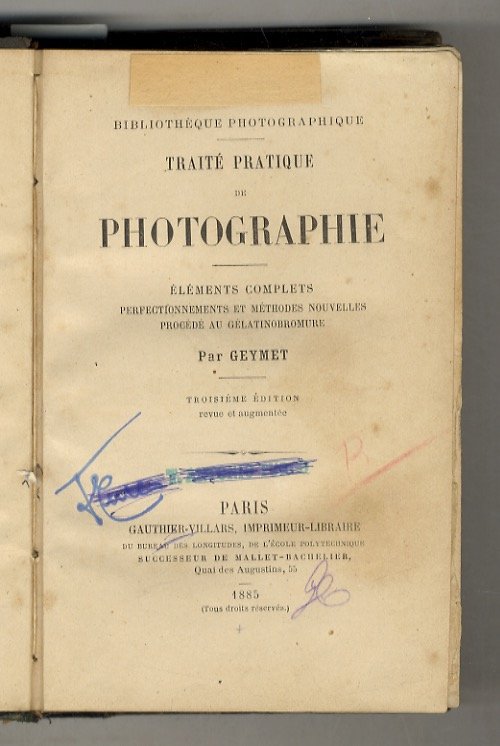 BIBLIOTHÈQUE PHOTOGRAPHIQUE
TRAITÉ PRATIQUE
DE
PHOTOGRAPHIE
ÉLÉMENTS COMPLETS
PERFECTIONNEMENTS ET MÉTHODES NOUVELLES
PROCÉDÉ AU GÉLATINOBROMURE
Par GEYMET
TROISIÈME ÉDITION
revue et augmentée
PARIS
GAUTHIER-VILLARS, IMPRIMEUR-LIBRAIRE
DU BUREAU DES LONGITUDES, DE L'ÉCOLE POLYTECHNIQUE
SUCCESSEUR DE MALLET-BACHELIER,
Quai des Augustins, 55
1885
(Tous droits réservés.)